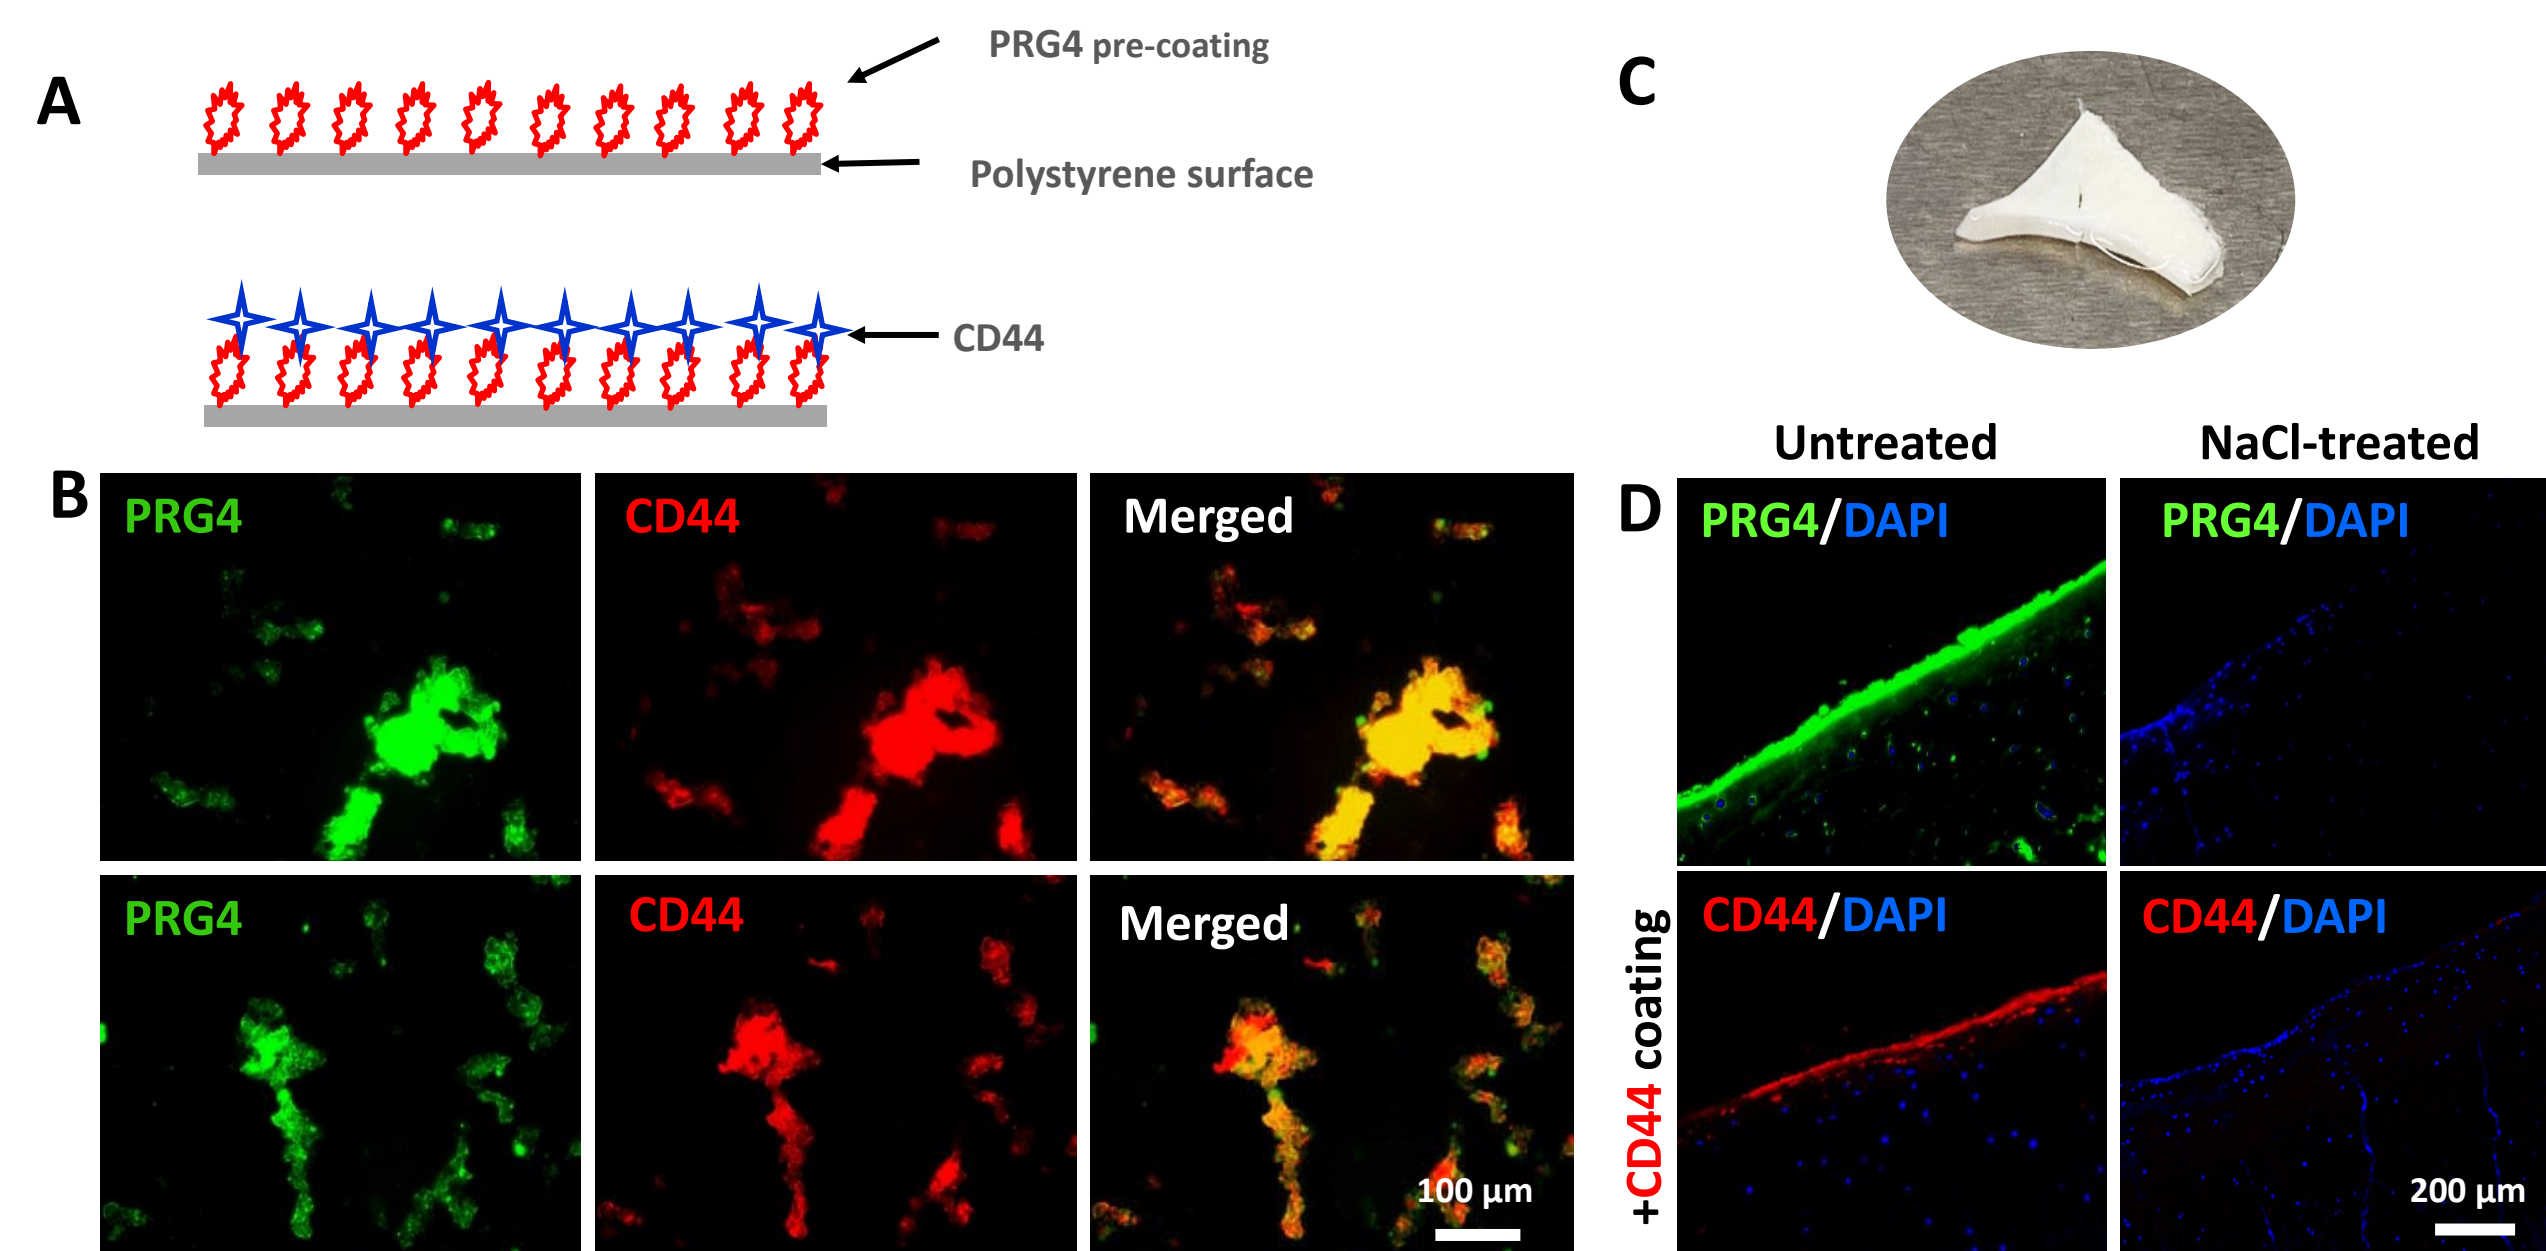 A
PRG4 pre-coating
Polystyrene surface
CD44
B
PRG4
CD44
Merged
PRG4
CD44
Merged
100 µm
C
Untreated
NaCl-treated
D
PRG4/DAPI
PRG4/DAPI
+CD44 coating
CD44/DAPI
CD44/DAPI
200 µm